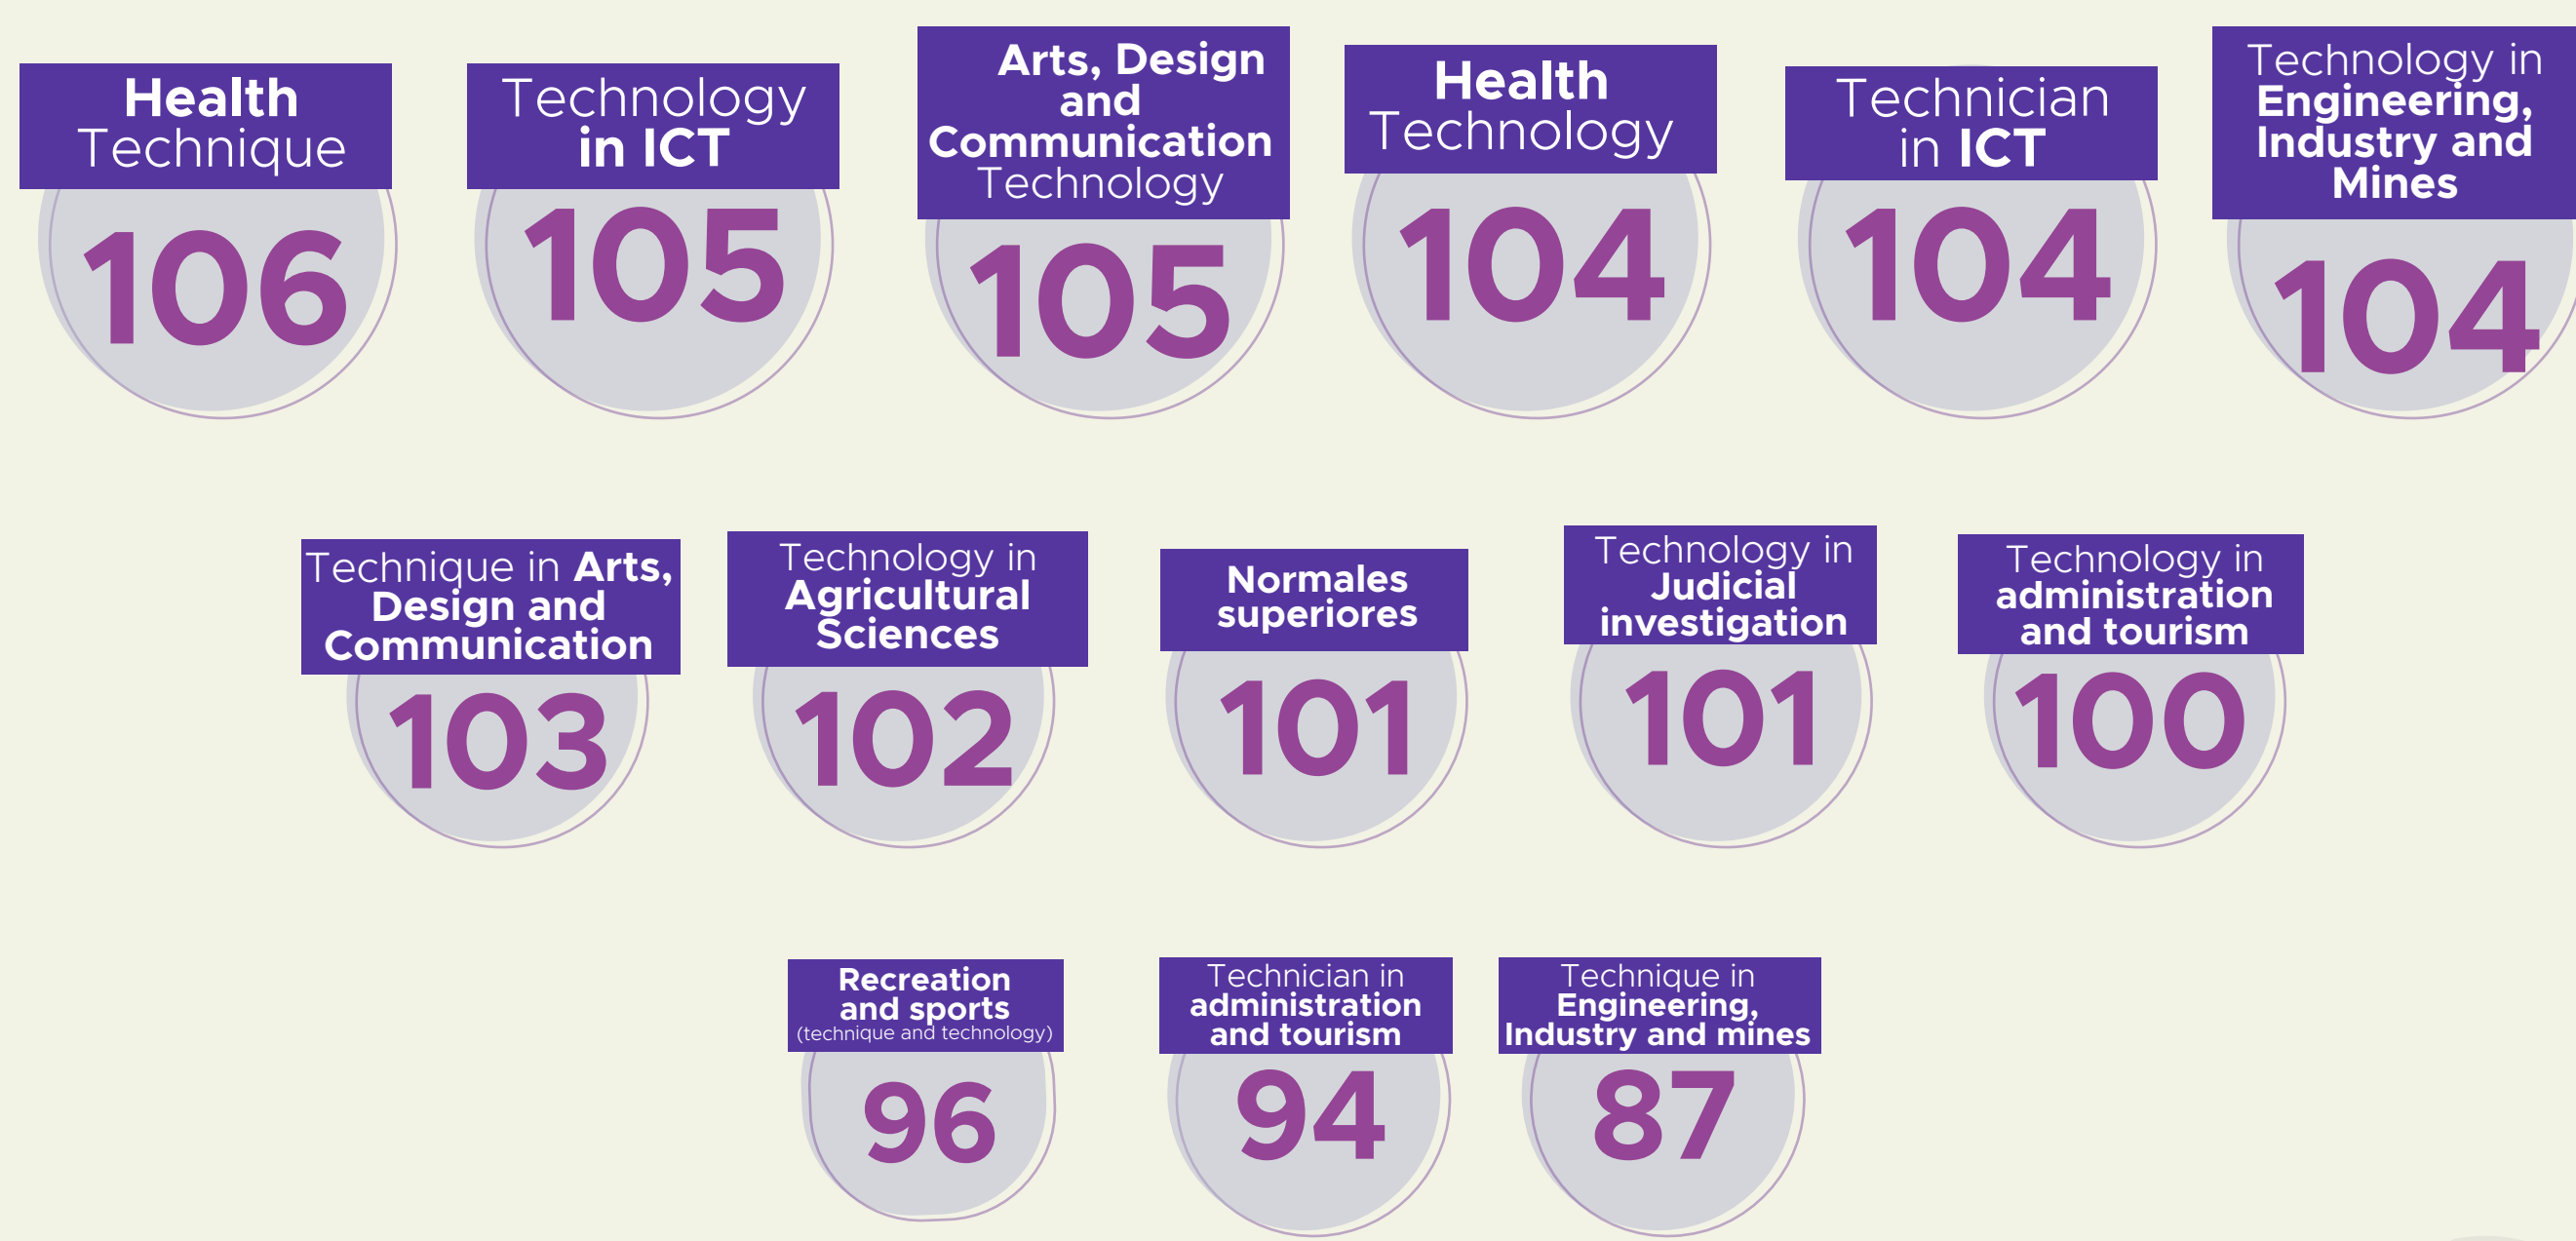 Health
Technique
106
Technology
in ICT
105
Arts, Design
and
Communication
Technology
105
Health
Technology
104
Technician
in ICT
104
Technology in
Engineering,
Industry and
Mines
104
Technique in Arts,
Design and
Communication
103
Technology in
Agricultural
Sciences
102
Normales
superiores
101
Technology in
Judicial
investigation
101
Technology in
administration
and tourism
100
Recreation
and sports
(technique and technology)
96
Technician in
administration
and tourism
94
Technique in
Engineering,
Industry and mines
87